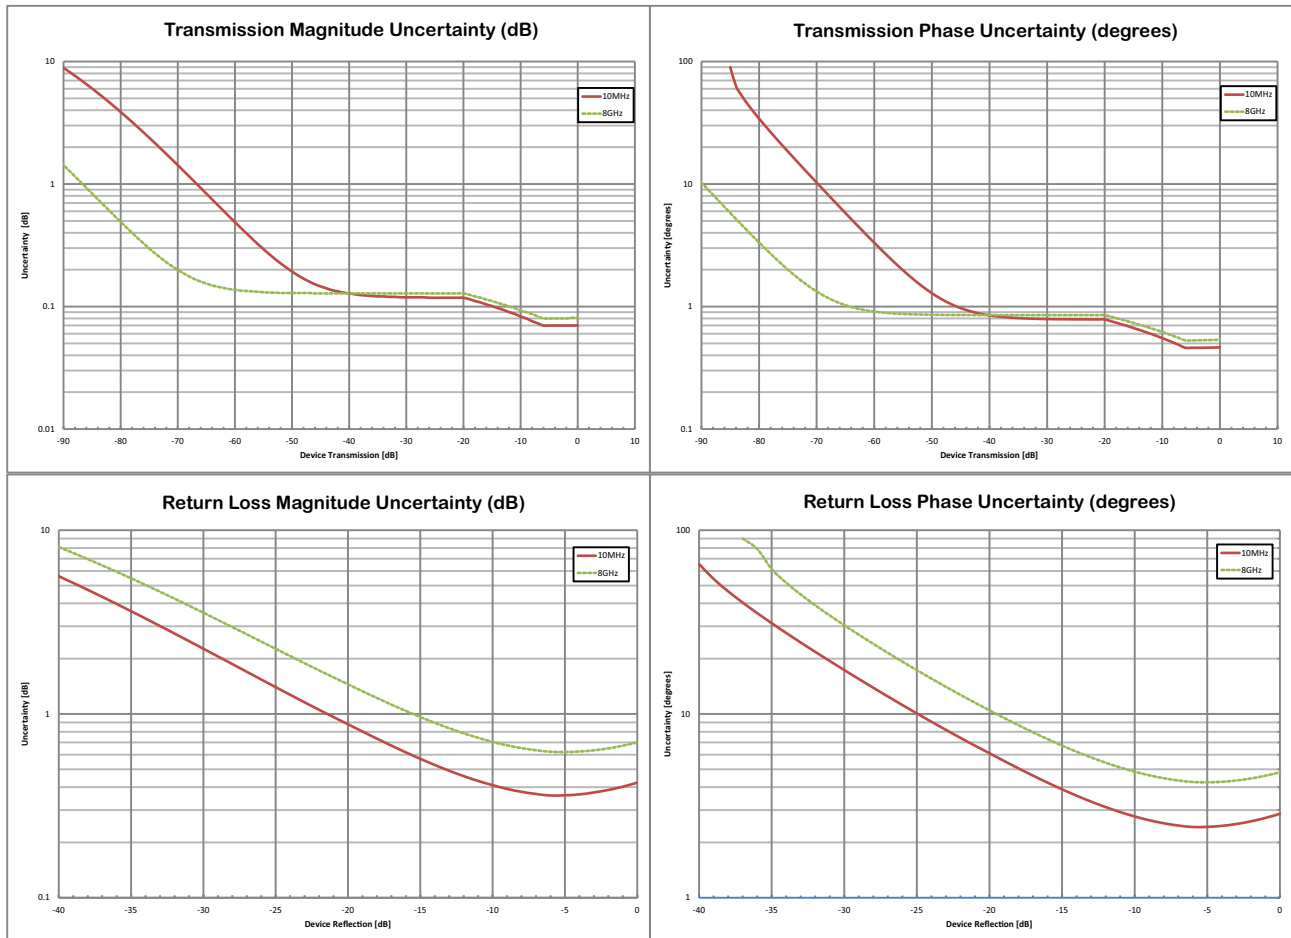 Transmission Magnitude Uncertainty (dB)
10
1
0.1
0.01
Uncertainty [dB]
10MHz
8GHz
-90 -80 -70 -60 -50 -40 -30 -20 -10 0 10
Device Transmission [dB]
Transmission Phase Uncertainty (degrees)
100
10
1
0.1
Uncertainty [degrees]
10MHz
8GHz
-90 -80 -70 -60 -50 -40 -30 -20 -10 0 10
Device Transmission [dB]
Return Loss Magnitude Uncertainty (dB)
10
1
0.1
Uncertainty [dB]
10MHz
8GHz
-40 -35 -30 -25 -20 -15 -10 -5 0
Device Reflection [dB]
Return Loss Phase Uncertainty (degrees)
100
10
1
Uncertainty [degrees]
10MHz
8GHz
-40 -35 -30 -25 -20 -15 -10 -5 0
Device Reflection [dB]